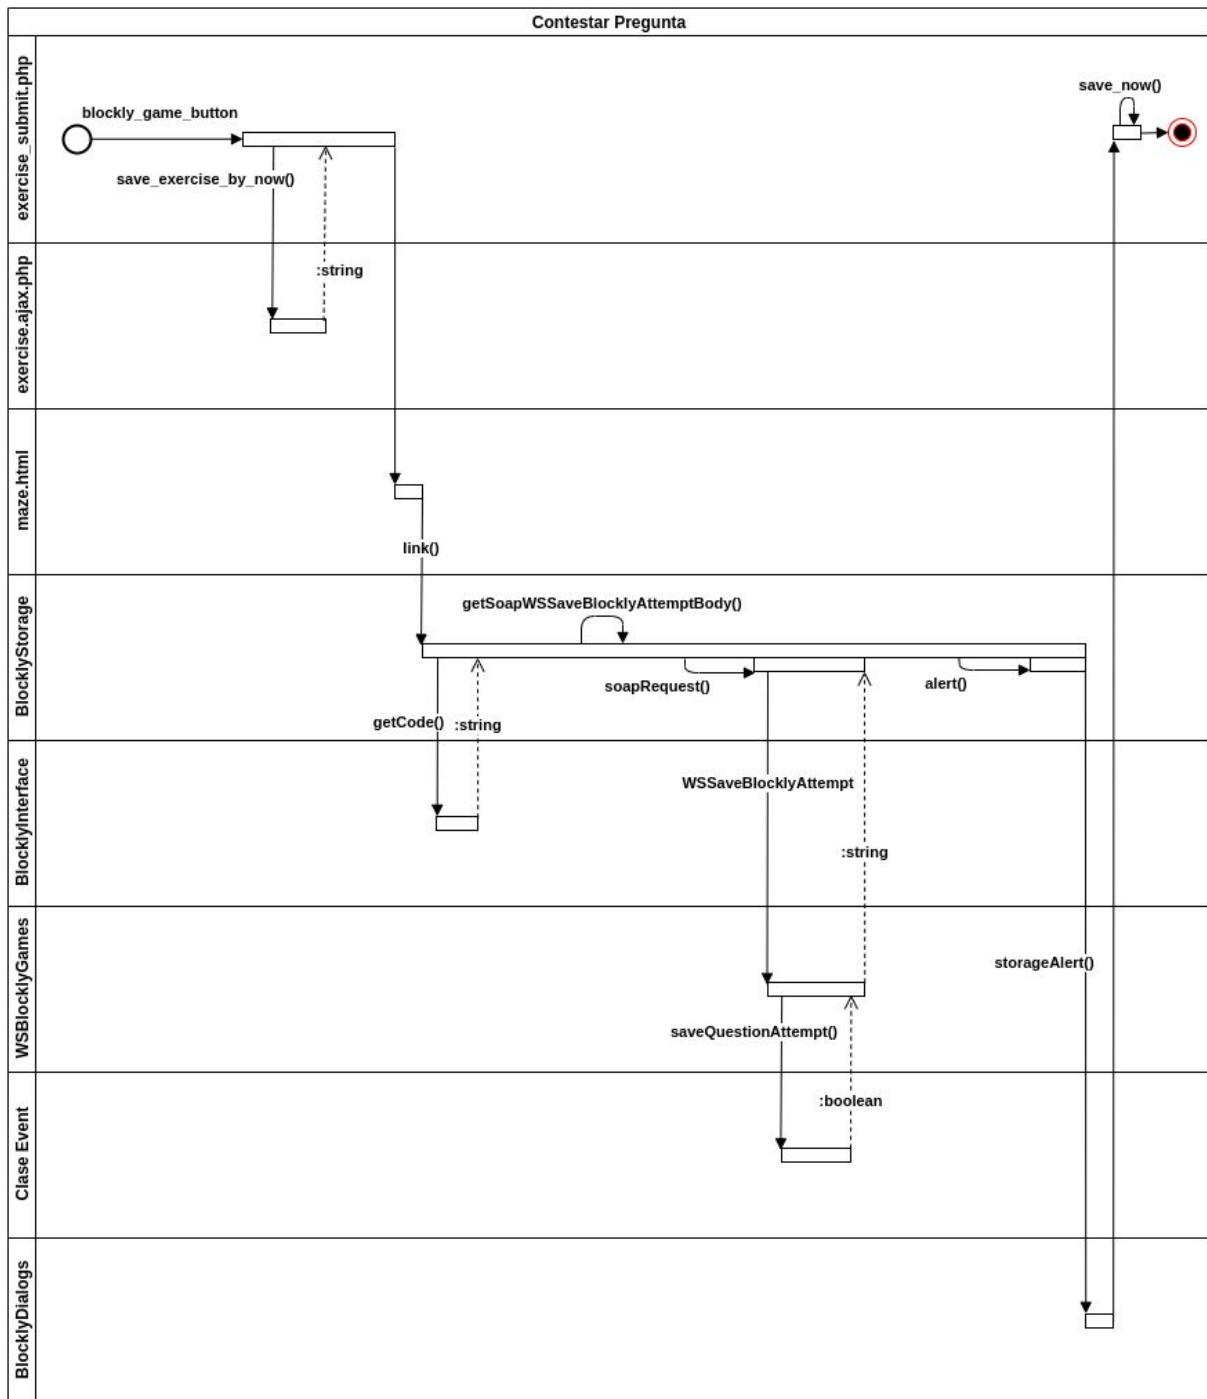 Contestar Pregunta
exercise_submit.php
blockly_game_button
save_now()
save_exercise_by_now()
exercise.ajax.php
:string
maze.html
link()
BlocklyStorage
getSoapWSSaveBlocklyAttemptBody()
soapRequest()
alert()
getCode()
:string
BlocklyInterface
WSSaveBlocklyAttempt
:string
WSBlocklyGames
storageAlert()
saveQuestionAttempt()
Clase Event
:boolean
BlocklyDialogs